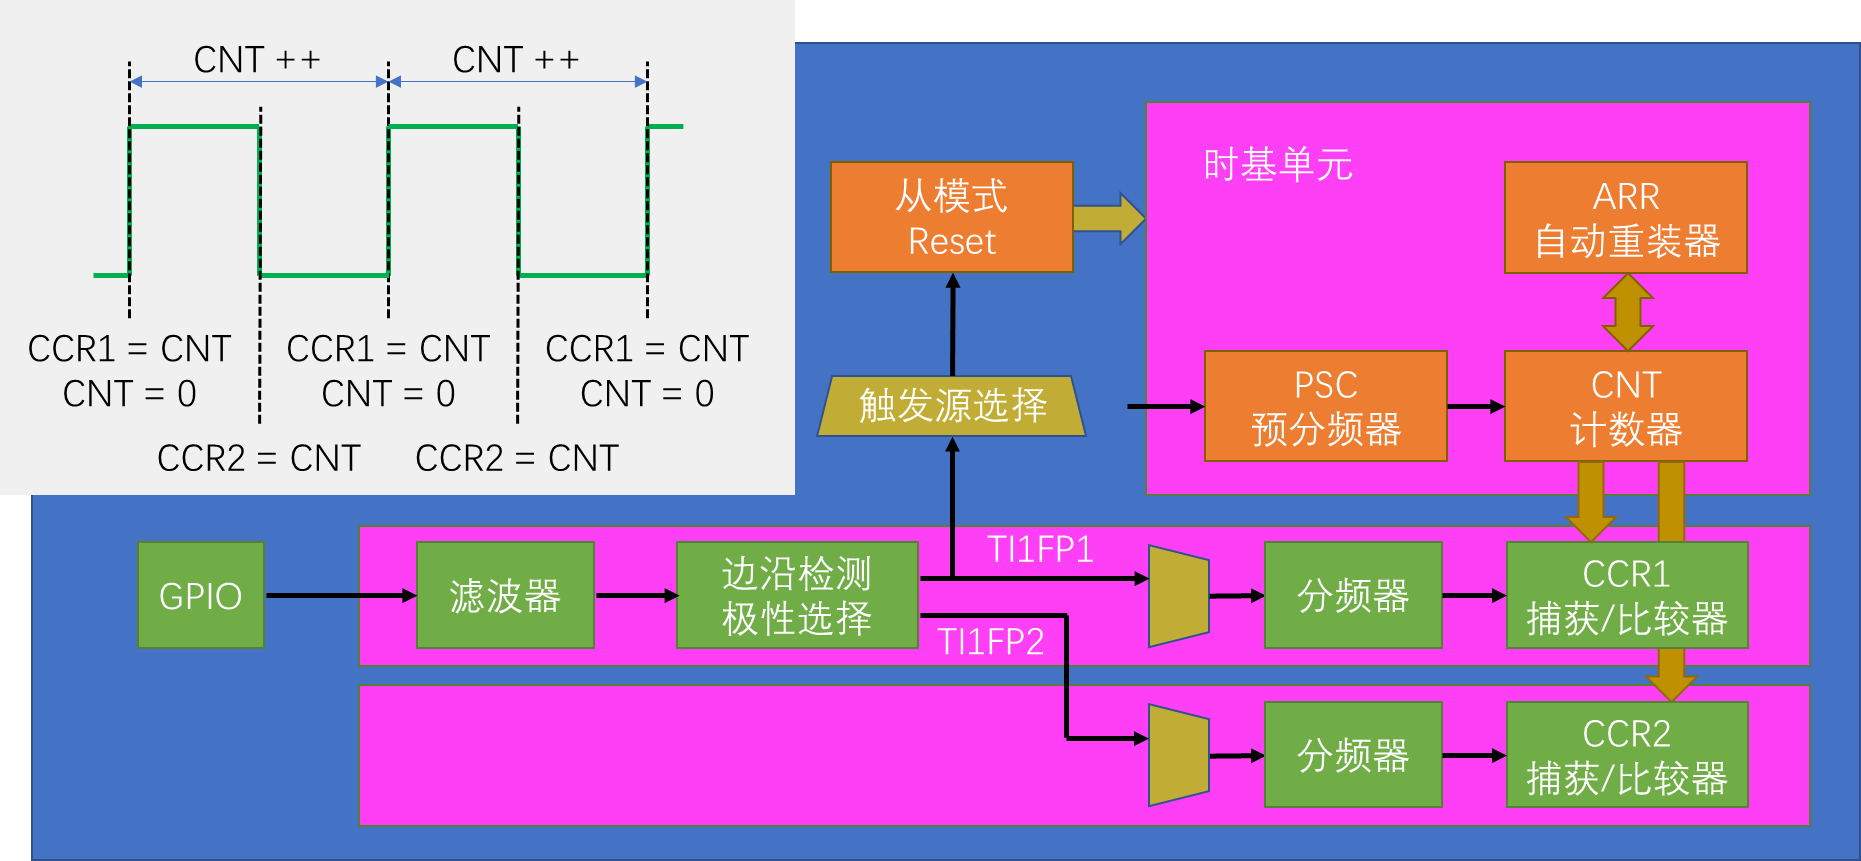 CNT ++
CNT ++
CCR1 = CNT
CNT = 0
CCR1 = CNT
CNT = 0
CCR1 = CNT
CNT = 0
CCR2 = CNT
CCR2 = CNT
从模式
Reset
时基单元
ARR
自动重装器
触发源选择
PSC
预分频器
CNT
计数器
GPIO
滤波器
边沿检测
极性选择
TI1FP1
TI1FP2
分频器
CCR1
捕获/比较器
分频器
CCR2
捕获/比较器